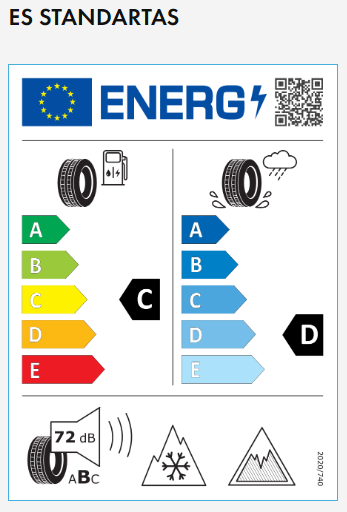 ES STANDARTAS
ENERG
A A
B B
C C C
D D D
E E
72 dB
ABC
2020/740